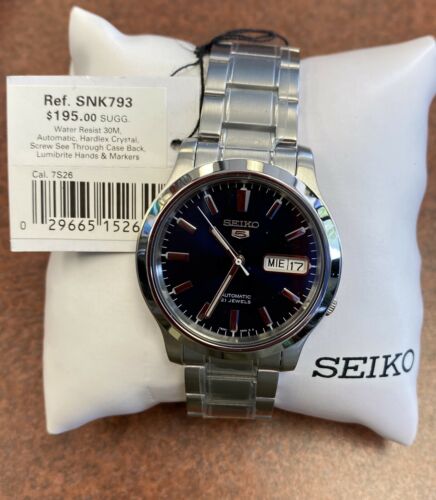 Ref. SNK793
$195.00 SUGG.
Water Resist 30M,
Automatic, Hardlex Crystal,
Screw See Through Case Back,
Lumibrite Hands & Markers
Cal. 7S26
0 29665 1526
SEIKO
5
MIE 17
AUTOMATIC
21 JEWELS
SEIKO